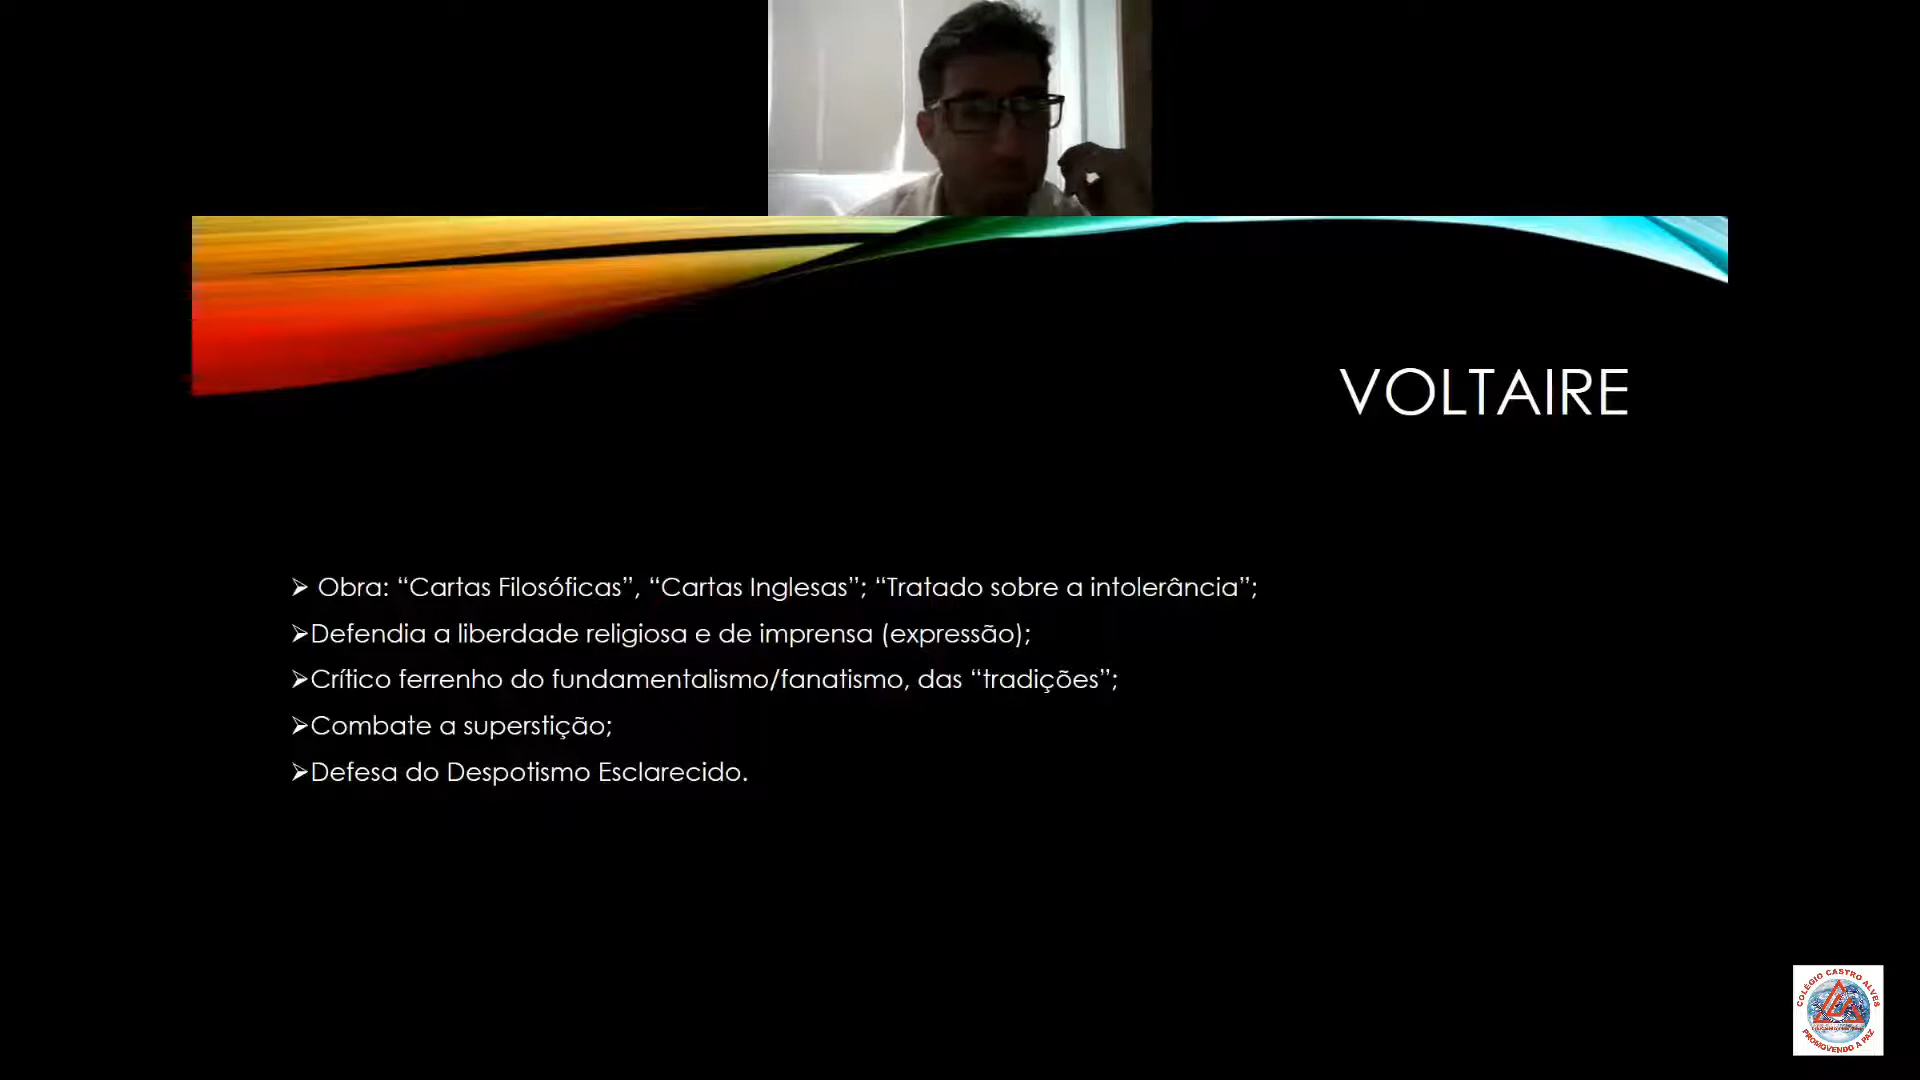 VOLTAIRE
Obra: “Cartas Filosóficas”, “Cartas Inglesas”; “Tratado sobre a intolerância”;
Defendia a liberdade religiosa e de imprensa (expressão);
Crítico ferrenho do fundamentalismo/fanatismo, das “tradições”;
Combate a superstição;
Defesa do Despotismo Esclarecido.
COLÉGIO CASTRO ALVES
PROMOVENDO A PAZ